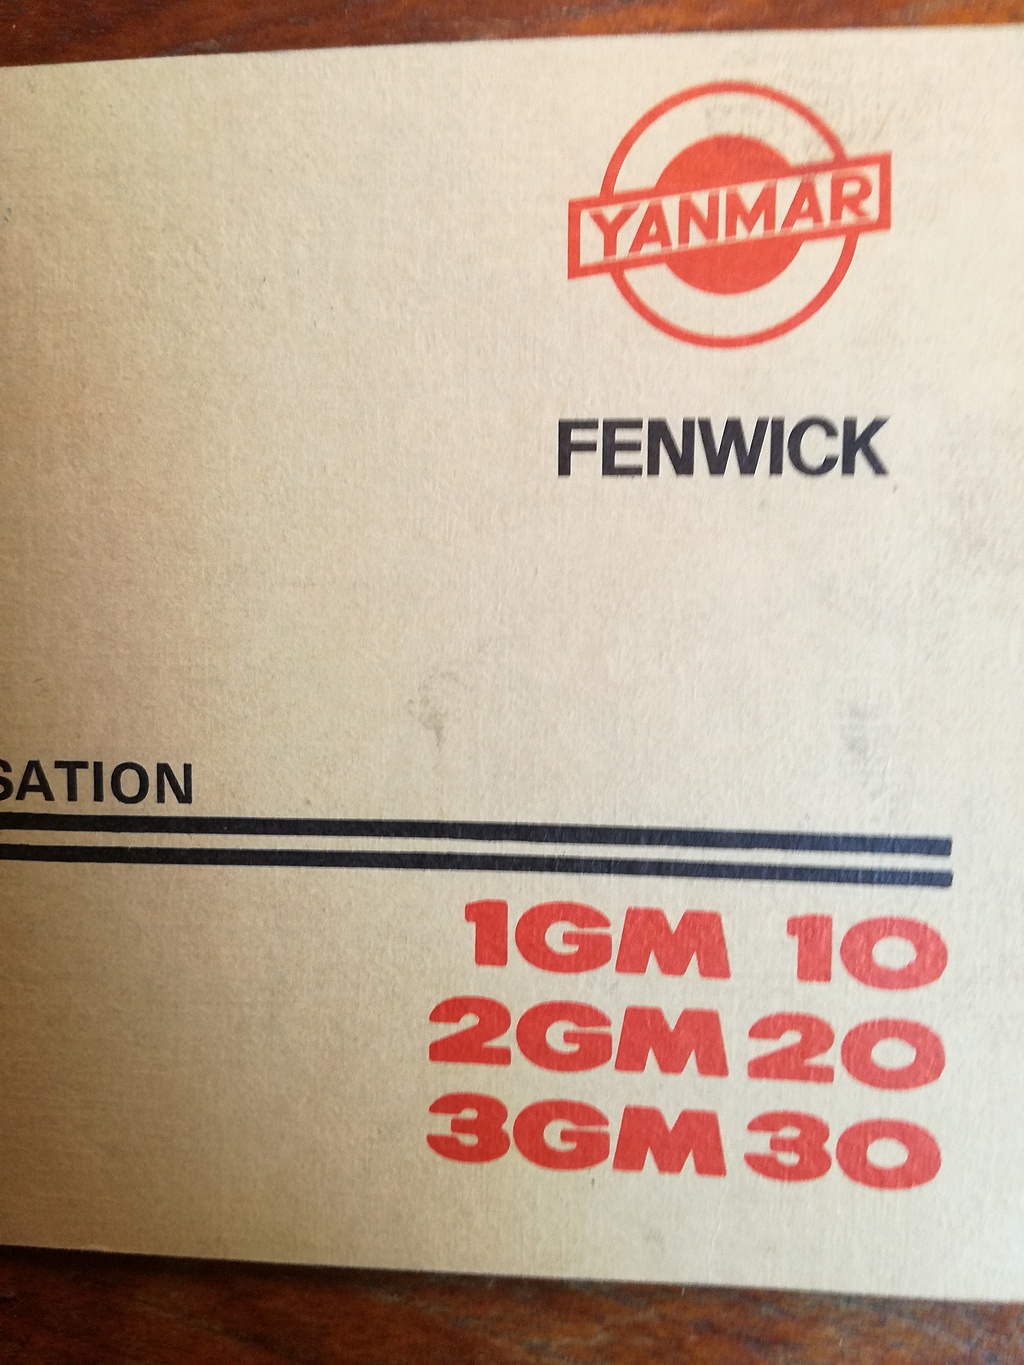 YANMAR
FENWICK
SATION
1GM 10
2GM 20
3GM 30